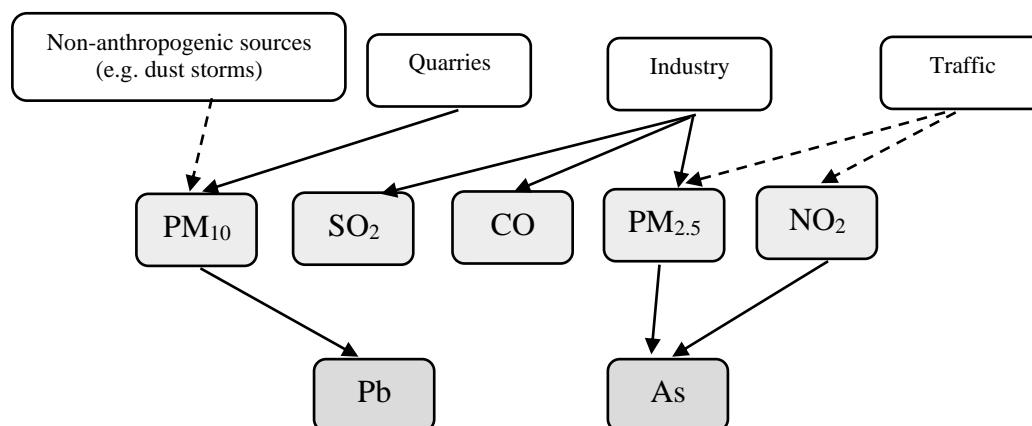 Non-anthropogenic sources
(e.g. dust storms)
Quarries
Industry
Traffic
PM₁₀
SO₂
CO
PM₂.₅
NO₂
Pb
As